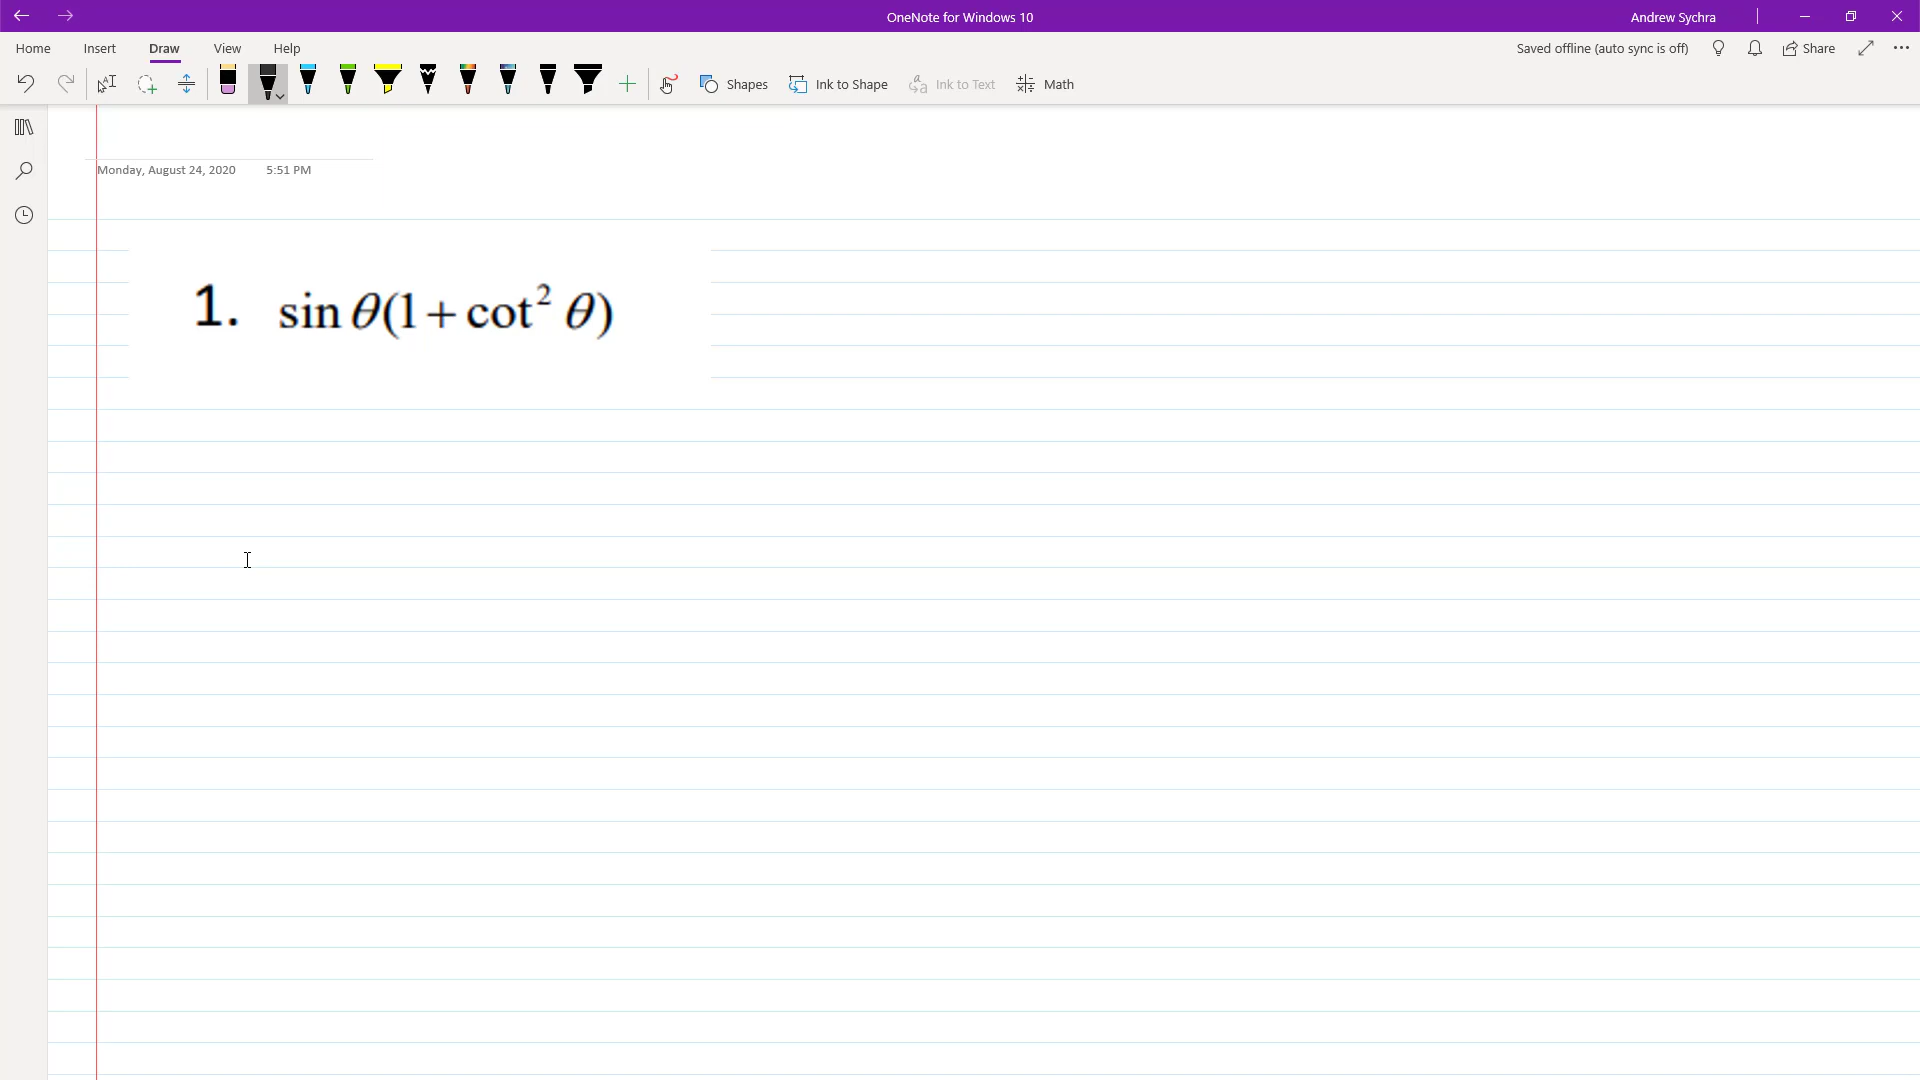 OneNote for Windows 10
Andrew Sychra
Home Insert Draw View Help
Saved offline (auto sync is off)
Share
Shapes
Ink to Shape
Ink to Text
Math
Monday, August 24, 2020 5:51 PM
1. sin θ(1 + cot² θ)